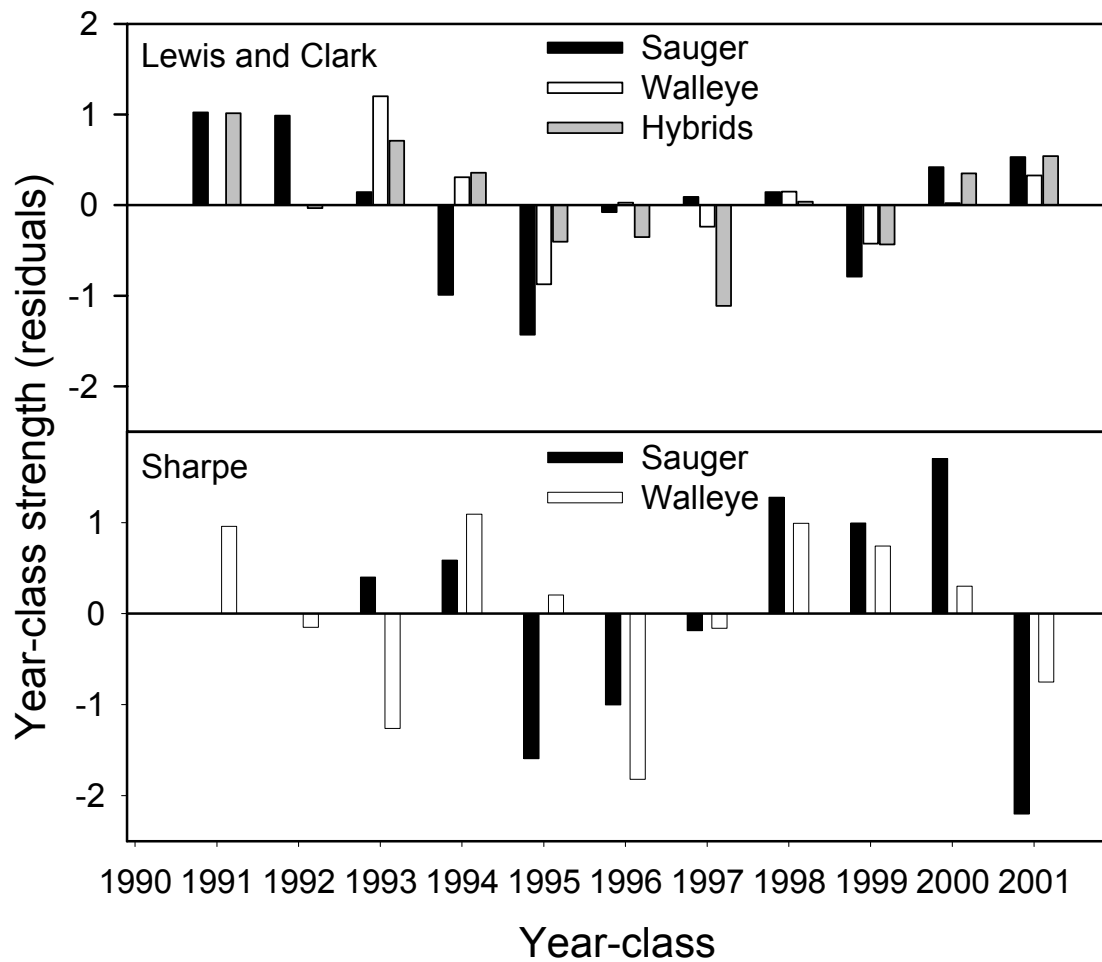 Lewis and Clark
Sauger
Walleye
Hybrids
2
1
0
-1
-2
Year-class strength (residuals)
Sharpe
Sauger
Walleye
1
0
-1
-2
1990 1991 1992 1993 1994 1995 1996 1997 1998 1999 2000 2001
Year-class